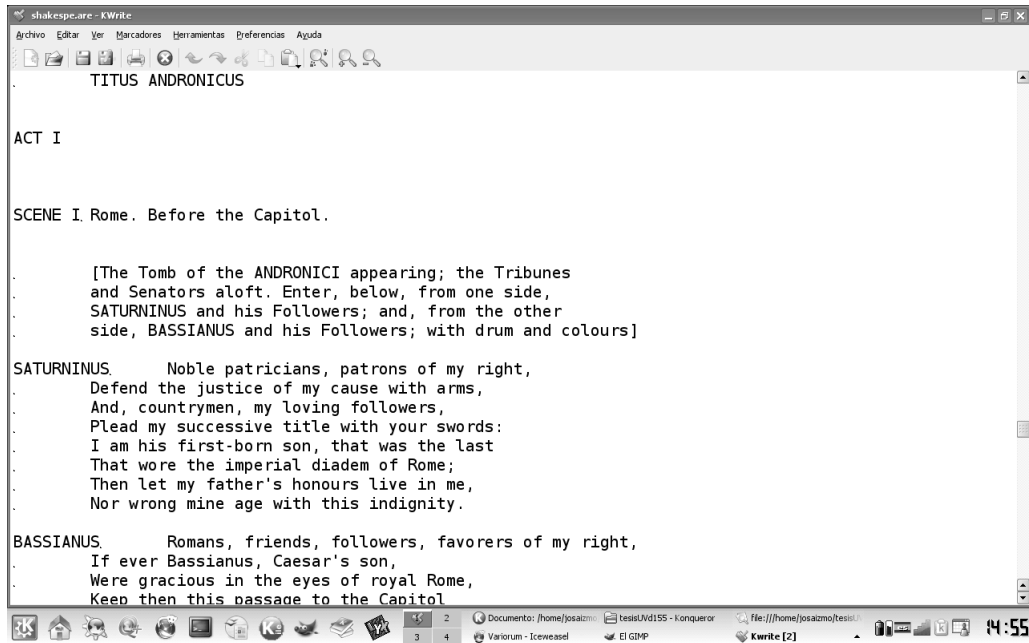 shakespe.are - KWrite
Archivo Editar Ver Marcadores Herramientas Preferencias Ayuda
TITUS ANDRONICUS
ACT I
SCENE I Rome. Before the Capitol.
[The Tomb of the ANDRONICI appearing; the Tribunes
and Senators aloft. Enter, below, from one side,
SATURNINUS and his Followers; and, from the other
side, BASSIANUS and his Followers; with drum and colours]
SATURNINUS Noble patricians, patrons of my right,
Defend the justice of my cause with arms,
And, countrymen, my loving followers,
Plead my successive title with your swords:
I am his first-born son, that was the last
That wore the imperial diadem of Rome;
Then let my father's honours live in me,
Nor wrong mine age with this indignity.
BASSIANUS Romans, friends, followers, favorers of my right,
If ever Bassianus, Caesar's son,
Were gracious in the eyes of royal Rome,
Keep then this passage to the Capitol
2 Documento: /home/josaizmo tesisUVd155 - Konqueror file:///home/josaizmo/tesisU 14:55
3 4 Variorum - Iceweasel El GIMP Kwrite [2]